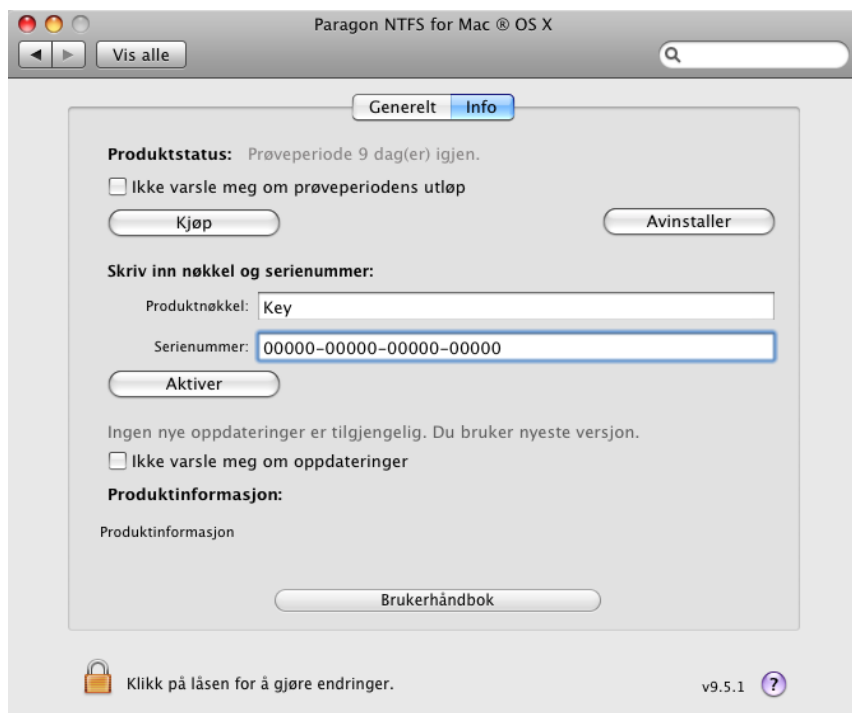 Paragon NTFS for Mac ® OS X
Vis alle
Generelt Info
Produktstatus: Prøveperiode 9 dag(er) igjen.
Ikke varsle meg om prøveperiodens utløp
Kjøp Avinstaller
Skriv inn nøkkel og serienummer:
Produktnøkkel: Key
Serienummer: 00000-00000-00000-00000
Aktiver
Ingen nye oppdateringer er tilgjengelig. Du bruker nyeste versjon.
Ikke varsle meg om oppdateringer
Produktinformasjon:
Produktinformasjon
Brukerhåndbok
Klikk på låsen for å gjøre endringer. v9.5.1 ?